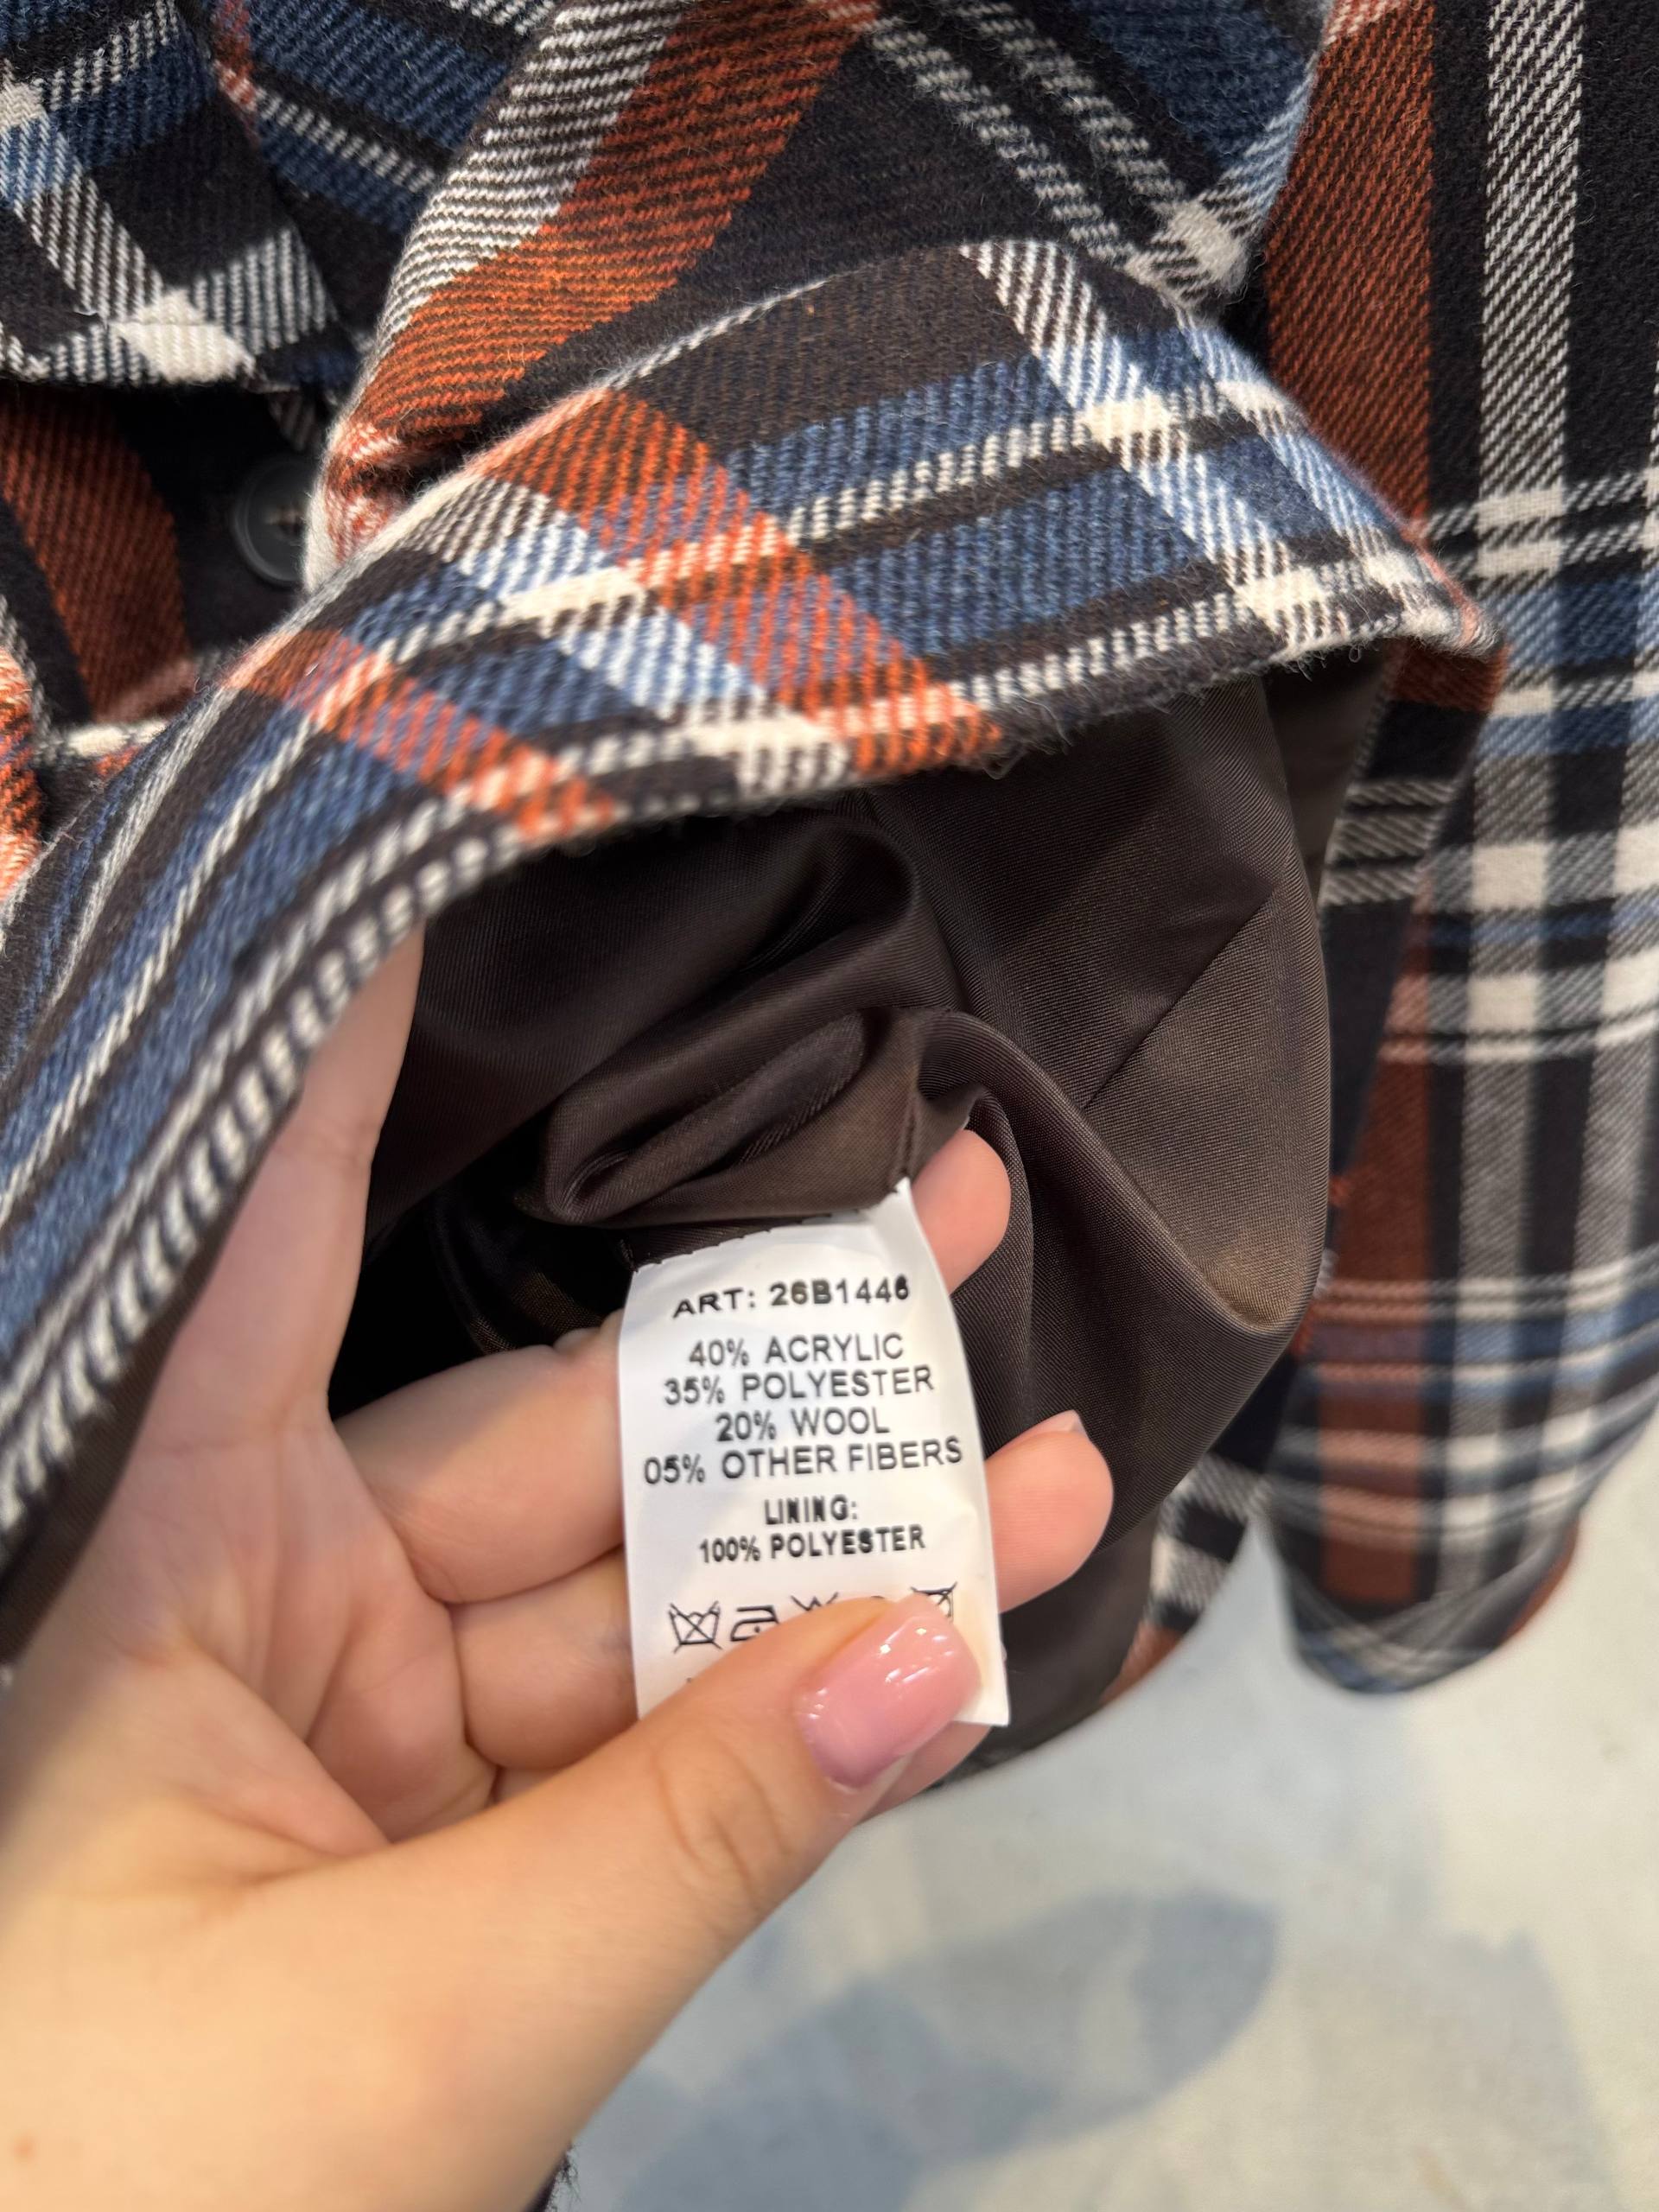 ART: 26B1446
40% ACRYLIC
35% POLYESTER
20% WOOL
05% OTHER FIBERS
LINING:
100% POLYESTER